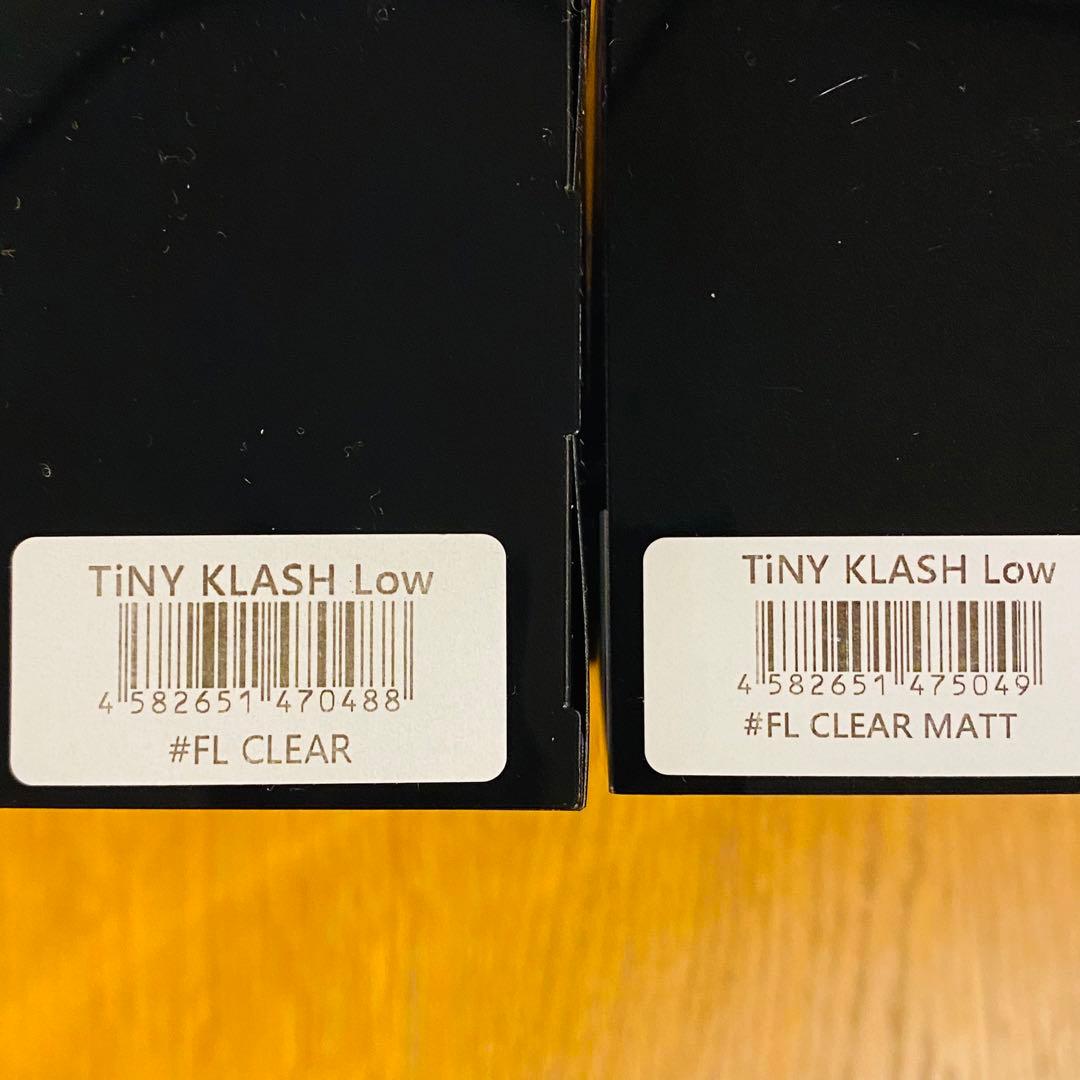 TiNY KLASH Low
4 582651 470488
#FL CLEAR
TiNY KLASH Low
4 582651 475049
#FL CLEAR MATT